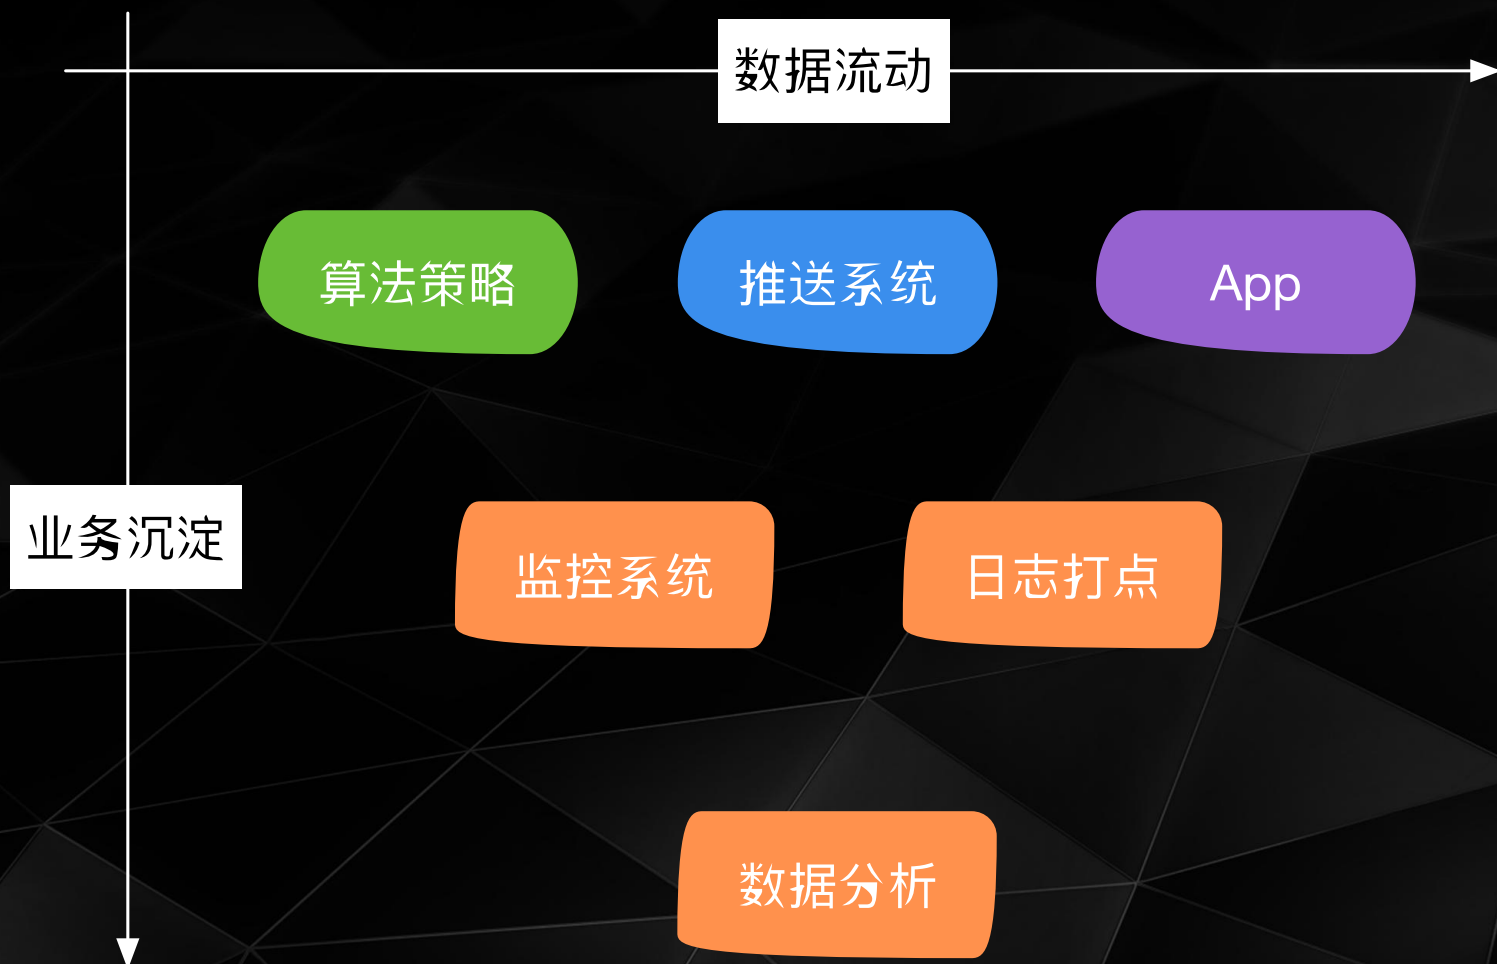 数据流动
算法策略
推送系统
App
业务沉淀
监控系统
日志打点
数据分析